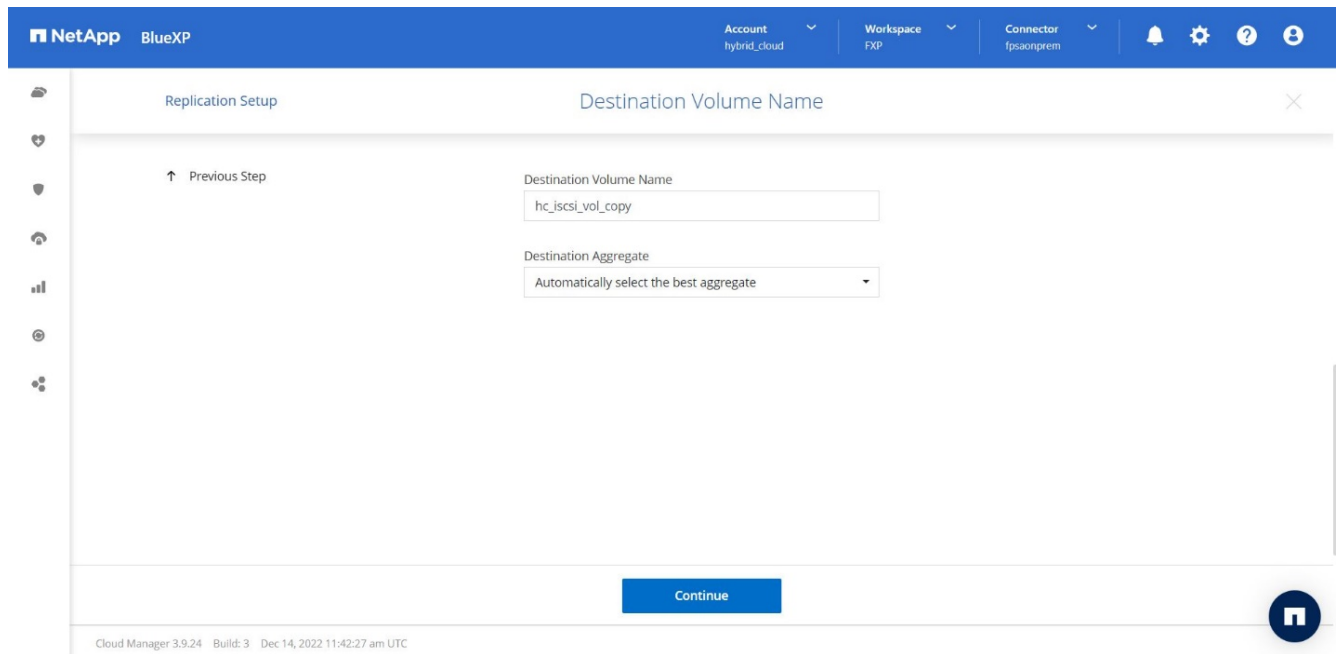 NetApp BlueXP
Account
hybrid_cloud
Workspace
FXP
Connector
fpsaonprem
Replication Setup
Destination Volume Name
↑ Previous Step
Destination Volume Name
hc_iscsi_vol_copy
Destination Aggregate
Automatically select the best aggregate
Continue
Cloud Manager 3.9.24 Build: 3 Dec 14, 2022 11:42:27 am UTC